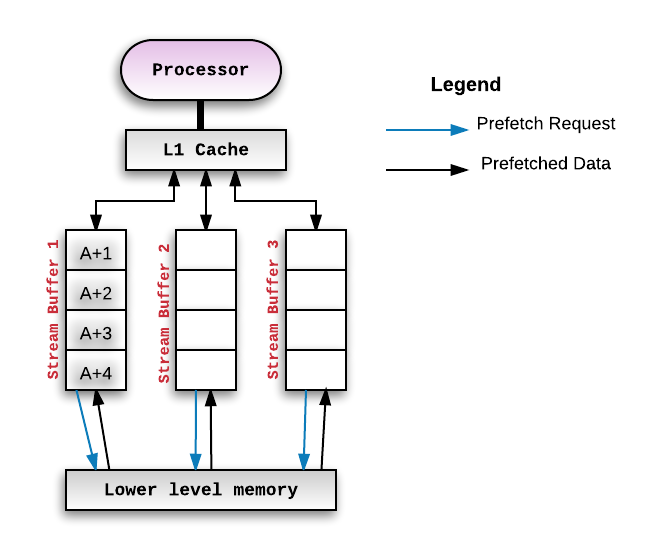 Processor
Legend
Prefetch Request
L1 Cache
Prefetched Data
Stream Buffer 1
A+1
A+2
A+3
A+4
Stream Buffer 2
Stream Buffer 3
Lower level memory